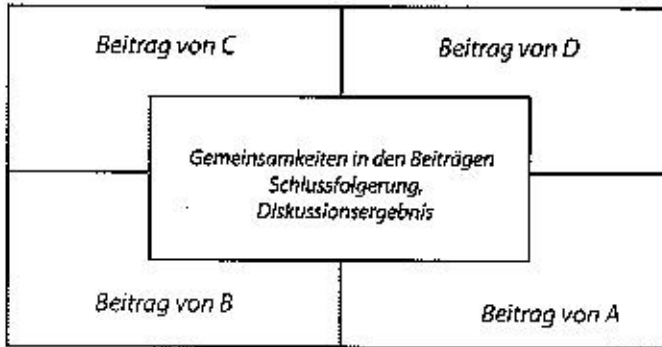 Beitrag von C
Beitrag von D
Gemeinsamkeiten in den Beiträgen
Schlussfolgerung,
Diskussionsergebnis
Beitrag von B
Beitrag von A